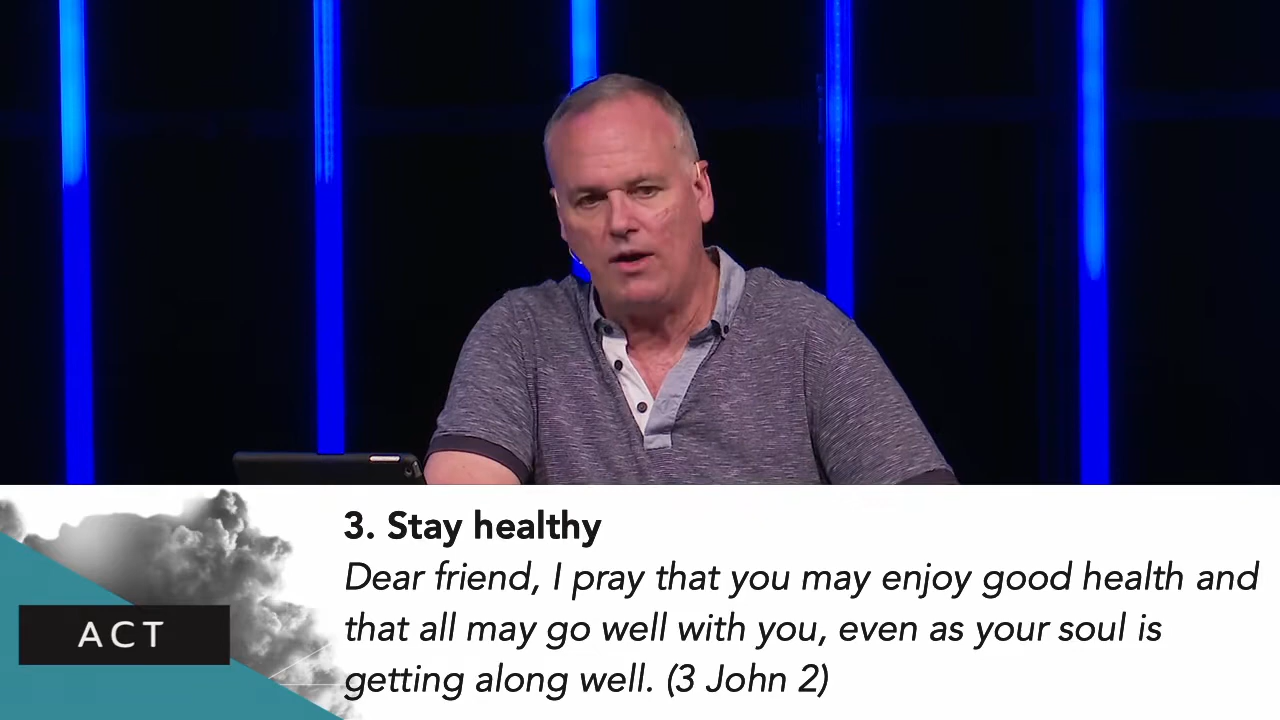 3. Stay healthy
Dear friend, I pray that you may enjoy good health and
that all may go well with you, even as your soul is
getting along well. (3 John 2)
ACT